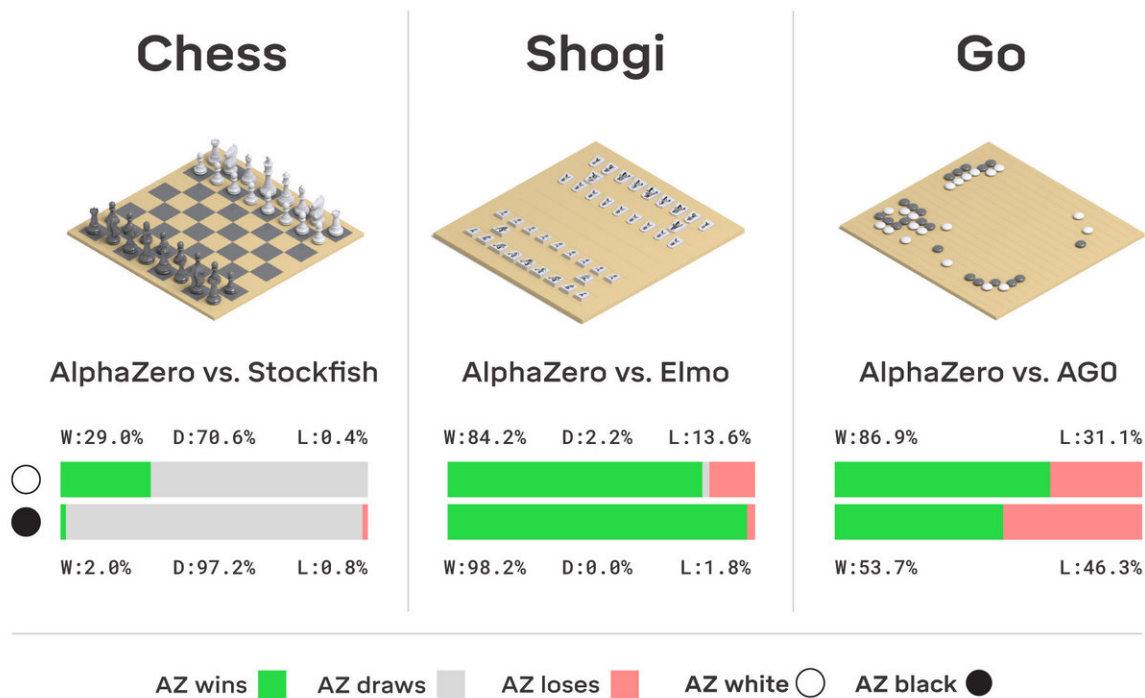 Chess
Shogi
Go
AlphaZero vs. Stockfish
AlphaZero vs. Elmo
AlphaZero vs. AG0
W:29.0% D:70.6% L:0.4%
W:84.2% D:2.2% L:13.6%
W:86.9% L:31.1%
W:2.0% D:97.2% L:0.8%
W:98.2% D:0.0% L:1.8%
W:53.7% L:46.3%
AZ wins AZ draws AZ loses AZ white AZ black